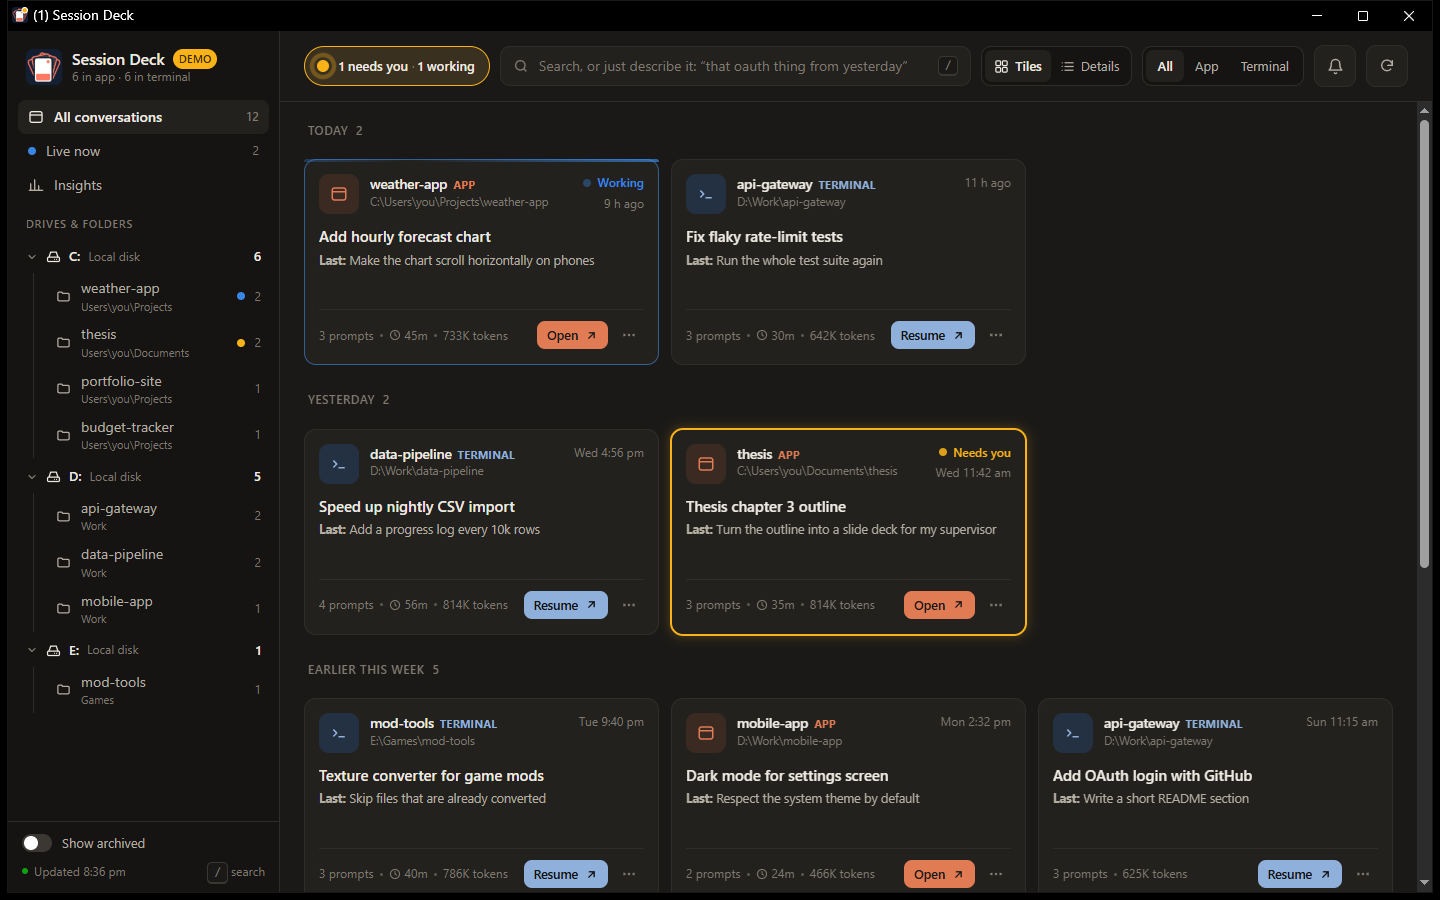 (1) Session Deck
Session Deck DEMO
6 in app · 6 in terminal
All conversations 12
Live now 2
Insights
DRIVES & FOLDERS
C: Local disk 6
weather-app 2
Users\you\Projects
thesis 2
Users\you\Documents
portfolio-site 1
Users\you\Projects
budget-tracker 1
Users\you\Projects
D: Local disk 5
api-gateway 2
Work
data-pipeline 2
Work
mobile-app 1
Work
E: Local disk 1
mod-tools 1
Games
Show archived
Updated 8:36 pm / search
1 needs you · 1 working
Search, or just describe it: “that oauth thing from yesterday” /
Tiles Details
All App Terminal
TODAY 2
weather-app APP Working
C:\Users\you\Projects\weather-app 9 h ago
Add hourly forecast chart
Last: Make the chart scroll horizontally on phones
3 prompts • 45m • 733K tokens Open ↗ ···
api-gateway TERMINAL 11 h ago
D:\Work\api-gateway
Fix flaky rate-limit tests
Last: Run the whole test suite again
3 prompts • 30m • 642K tokens Resume ↗ ···
YESTERDAY 2
data-pipeline TERMINAL Wed 4:56 pm
D:\Work\data-pipeline
Speed up nightly CSV import
Last: Add a progress log every 10k rows
4 prompts • 56m • 814K tokens Resume ↗ ···
thesis APP Needs you
C:\Users\you\Documents\thesis Wed 11:42 am
Thesis chapter 3 outline
Last: Turn the outline into a slide deck for my supervisor
3 prompts • 35m • 814K tokens Open ↗ ···
EARLIER THIS WEEK 5
mod-tools TERMINAL Tue 9:40 pm
E:\Games\mod-tools
Texture converter for game mods
Last: Skip files that are already converted
3 prompts • 40m • 786K tokens Resume ↗ ···
mobile-app APP Mon 2:32 pm
D:\Work\mobile-app
Dark mode for settings screen
Last: Respect the system theme by default
2 prompts • 24m • 466K tokens Open ↗ ···
api-gateway TERMINAL Sun 11:15 am
D:\Work\api-gateway
Add OAuth login with GitHub
Last: Write a short README section
3 prompts • 625K tokens Resume ↗ ···